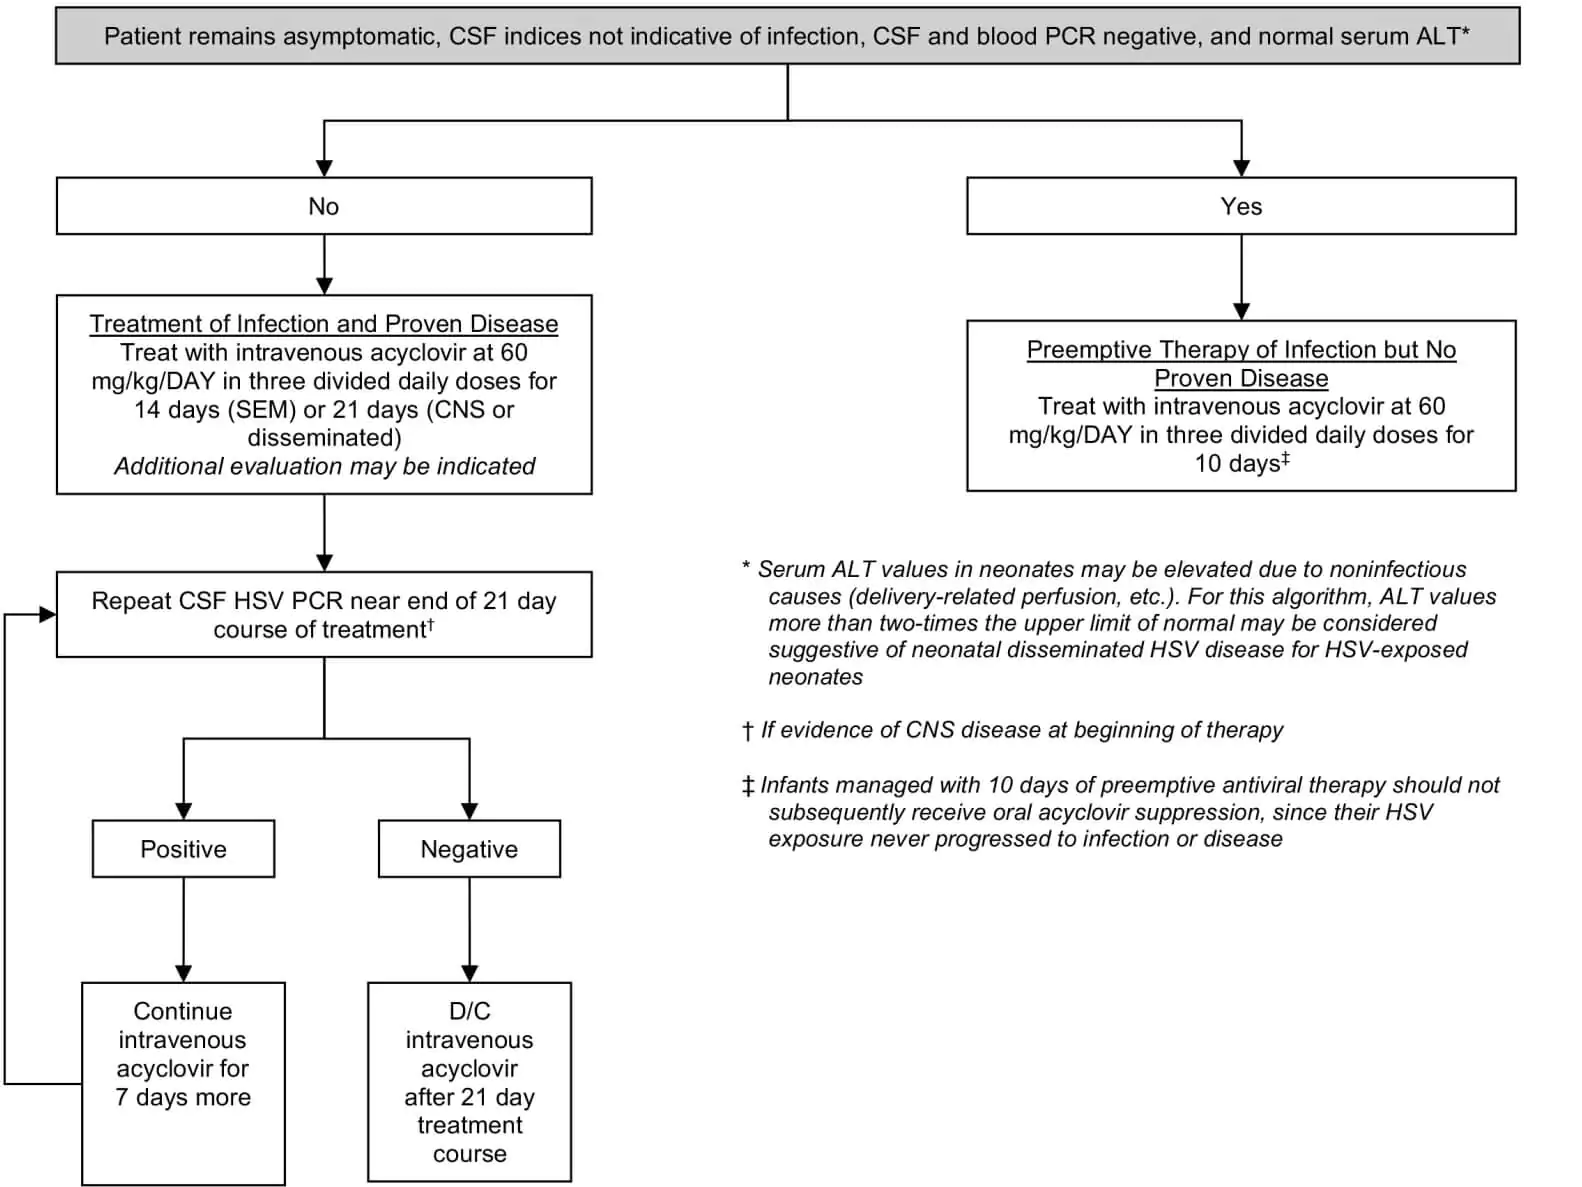 Patient remains asymptomatic, CSF indices not indicative of infection, CSF and blood PCR negative, and normal serum ALT*
No
Yes
Treatment of Infection and Proven Disease
Treat with intravenous acyclovir at 60
mg/kg/DAY in three divided daily doses for
14 days (SEM) or 21 days (CNS or
disseminated)
Additional evaluation may be indicated
Preemptive Therapy of Infection but No
Proven Disease
Treat with intravenous acyclovir at 60
mg/kg/DAY in three divided daily doses for
10 days‡
Repeat CSF HSV PCR near end of 21 day
course of treatment†
Positive
Negative
Continue
intravenous
acyclovir for
7 days more
D/C
intravenous
acyclovir
after 21 day
treatment
course
* Serum ALT values in neonates may be elevated due to noninfectious
causes (delivery-related perfusion, etc.). For this algorithm, ALT values
more than two-times the upper limit of normal may be considered
suggestive of neonatal disseminated HSV disease for HSV-exposed
neonates
† If evidence of CNS disease at beginning of therapy
‡ Infants managed with 10 days of preemptive antiviral therapy should not
subsequently receive oral acyclovir suppression, since their HSV
exposure never progressed to infection or disease